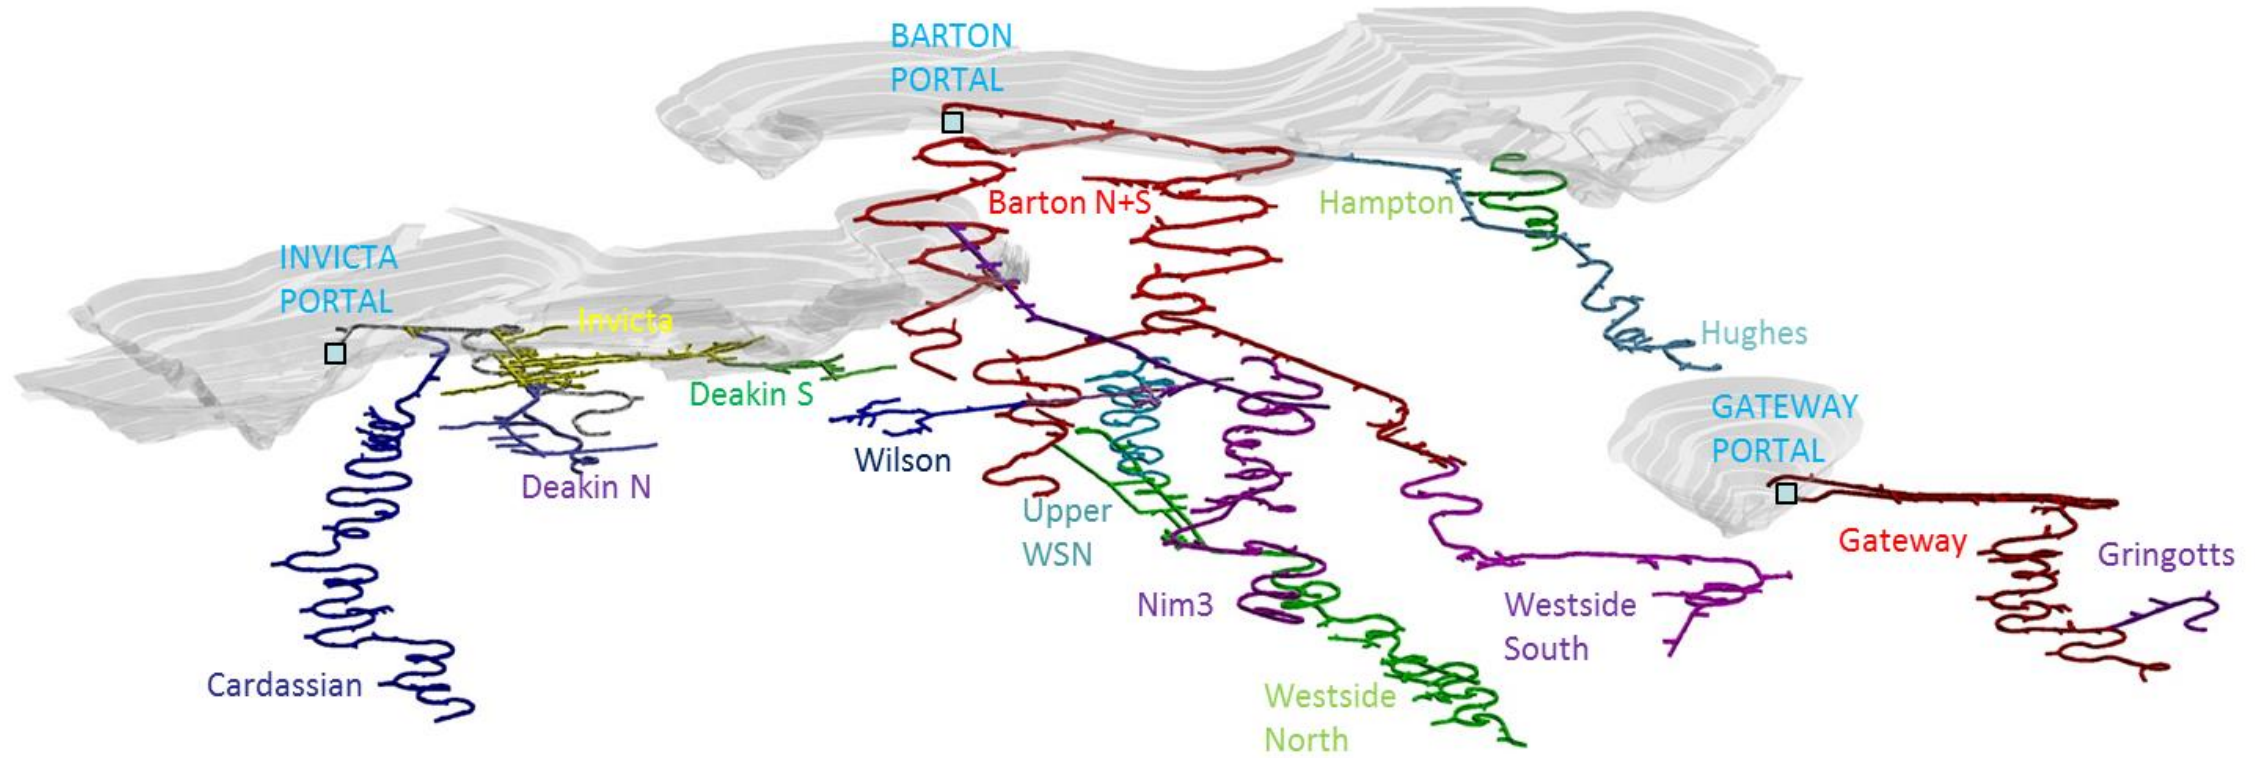 BARTON
PORTAL
Barton N+S
Hampton
INVICTA
PORTAL
Invicta
Hughes
Deakin S
GATEWAY
PORTAL
Wilson
Deakin N
Upper
WSN
Gateway
Gringotts
Nim3
Westside
South
Cardassian
Westside
North